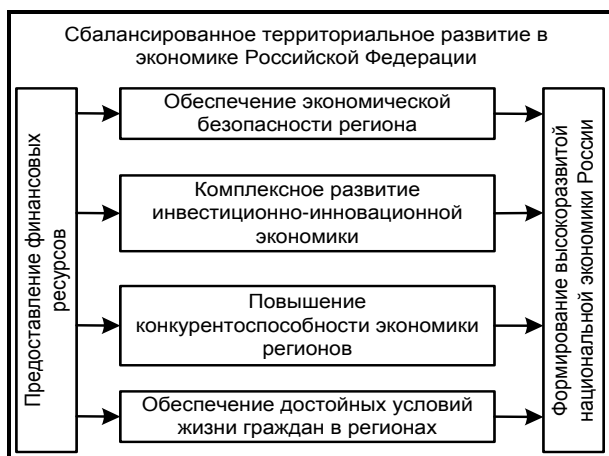 Сбалансированное территориальное развитие в
экономике Российской Федерации
Предоставление финансовых
ресурсов
Обеспечение экономической
безопасности региона
Комплексное развитие
инвестиционно-инновационной
экономики
Повышение
конкурентоспособности экономики
регионов
Обеспечение достойных условий
жизни граждан в регионах
Формирование высокоразвитой
национальной экономики России